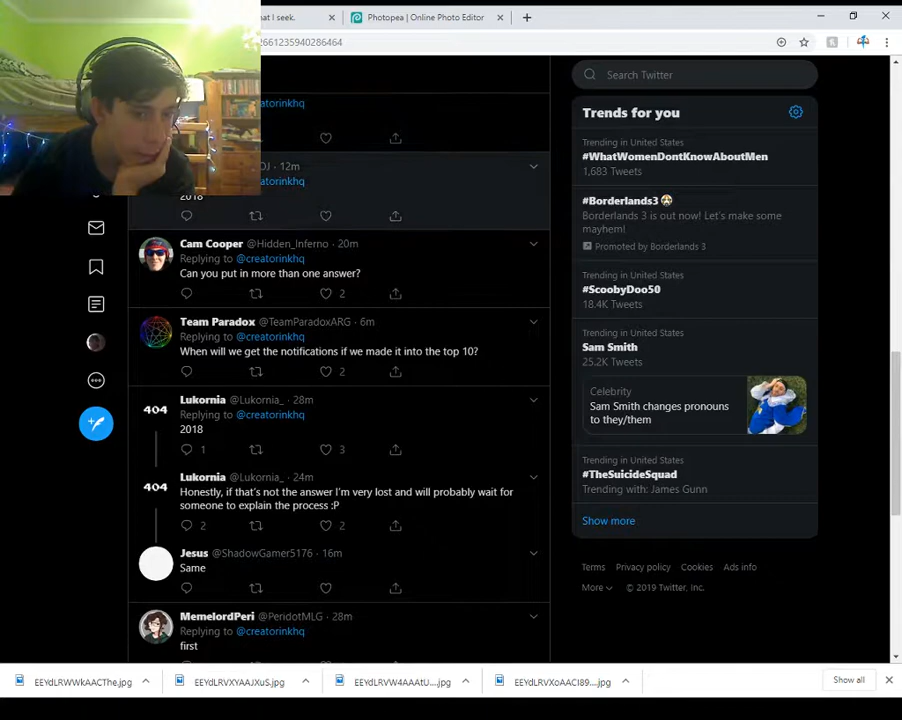 hat I seek.
Photopea | Online Photo Editor
2661235940286464
Search Twitter
creatorinkhq
DJ · 12m
creatorinkhq
2018
Cam Cooper @Hidden_Inferno · 20m
Replying to @creatorinkhq
Can you put in more than one answer?
2
Team Paradox @TeamParadoxARG · 6m
Replying to @creatorinkhq
When will we get the notifications if we made it into the top 10?
2
404
Lukornia @Lukornia_ · 28m
Replying to @creatorinkhq
2018
1 3
404
Lukornia @Lukornia_ · 24m
Honestly, if that's not the answer I'm very lost and will probably wait for
someone to explain the process :P
2 2
Jesus @ShadowGamer5176 · 16m
Same
MemelordPeri @PeridotMLG · 28m
Replying to @creatorinkhq
first
Trends for you
Trending in United States
#WhatWomenDontKnowAboutMen
1,683 Tweets
#Borderlands3
Borderlands 3 is out now! Let's make some
mayhem!
Promoted by Borderlands 3
Trending in United States
#ScoobyDoo50
18.4K Tweets
Trending in United States
Sam Smith
25.2K Tweets
Celebrity
Sam Smith changes pronouns
to they/them
Trending in United States
#TheSuicideSquad
Trending with: James Gunn
Show more
Terms Privacy policy Cookies Ads info
More © 2019 Twitter, Inc.
EEYdLRWWkAACThe.jpg
EEYdLRVXYAAJXuS.jpg
EEYdLRVW4AAAtU....jpg
EEYdLRVXoAACI89....jpg
Show all